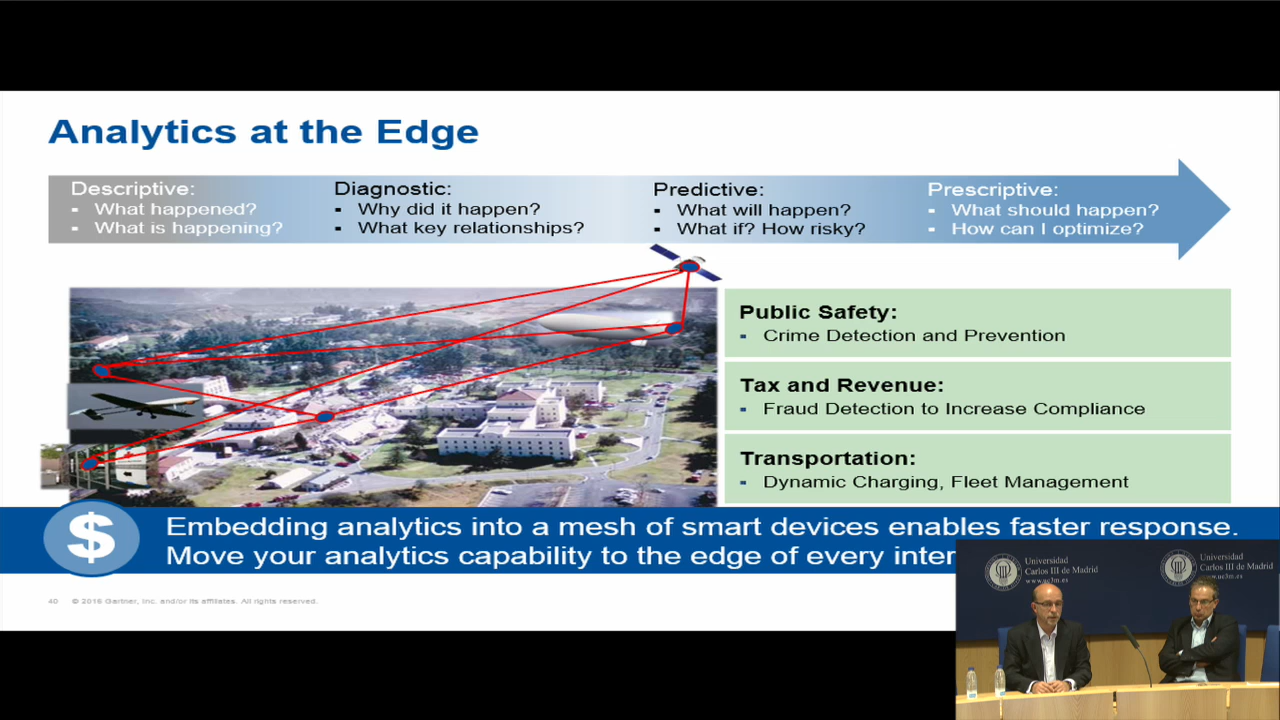 Analytics at the Edge
Descriptive:
▪ What happened?
▪ What is happening?
Diagnostic:
▪ Why did it happen?
▪ What key relationships?
Predictive:
▪ What will happen?
▪ What if? How risky?
Prescriptive:
▪ What should happen?
▪ How can I optimize?
Public Safety:
▪ Crime Detection and Prevention
Tax and Revenue:
▪ Fraud Detection to Increase Compliance
Transportation:
▪ Dynamic Charging, Fleet Management
$
Embedding analytics into a mesh of smart devices enables faster response.
Move your analytics capability to the edge of every
40 © 2016 Gartner, Inc. and/or its affiliates. All rights reserved.
Universidad
Carlos III de Madrid
www.uc3m.es
Universidad
Carlos III de Madrid
www.uc3m.es